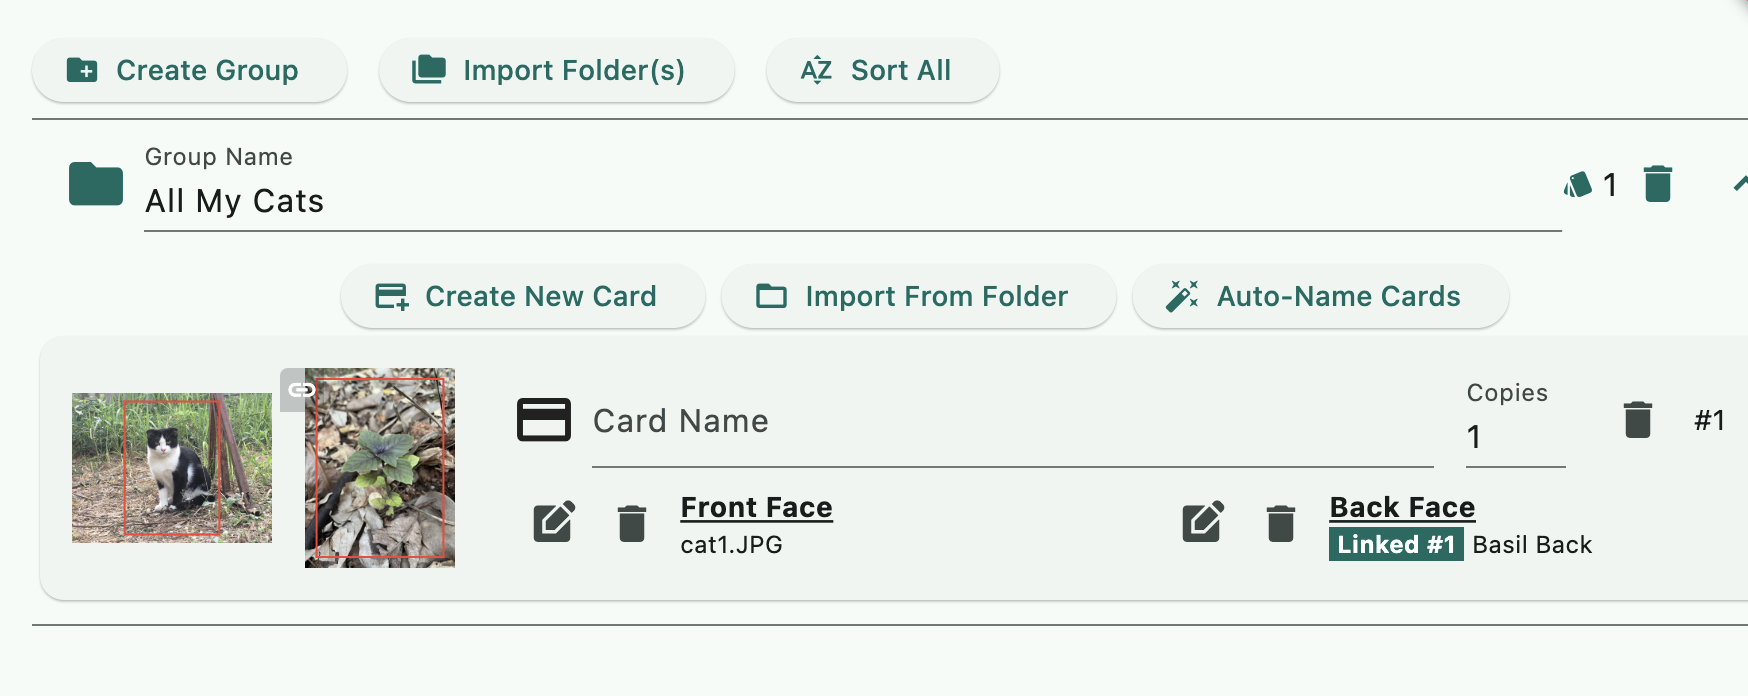 Create Group Import Folder(s) Sort All
Group Name
All My Cats
1
Create New Card Import From Folder Auto-Name Cards
Card Name
Copies
1
#1
Front Face
cat1.JPG
Back Face
Linked #1 Basil Back